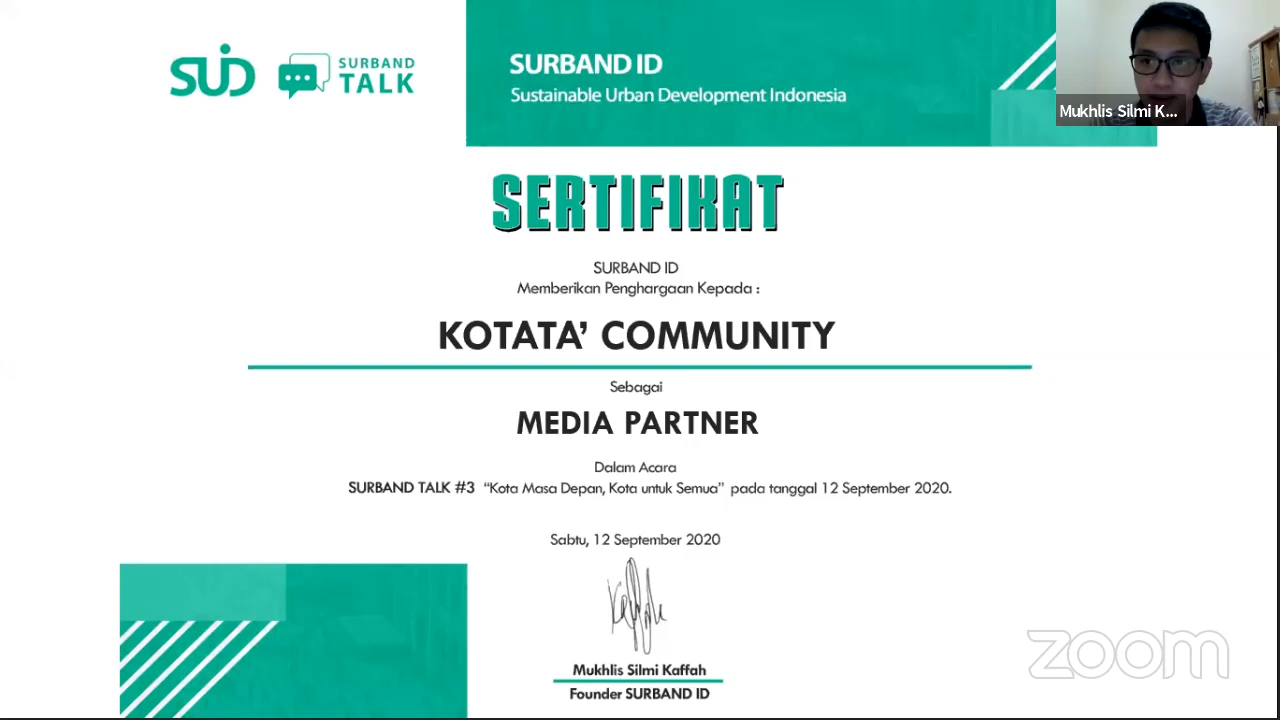 SUD
SURBAND
TALK
SURBAND ID
Sustainable Urban Development Indonesia
Mukhlis Silmi K...
SERTIFIKAT
SURBAND ID
Memberikan Penghargaan Kepada :
KOTATA’ COMMUNITY
Sebagai
MEDIA PARTNER
Dalam Acara
SURBAND TALK #3 “Kota Masa Depan, Kota untuk Semua” pada tanggal 12 September 2020.
Sabtu, 12 September 2020
Mukhlis Silmi Kaffah
Founder SURBAND ID
zoom